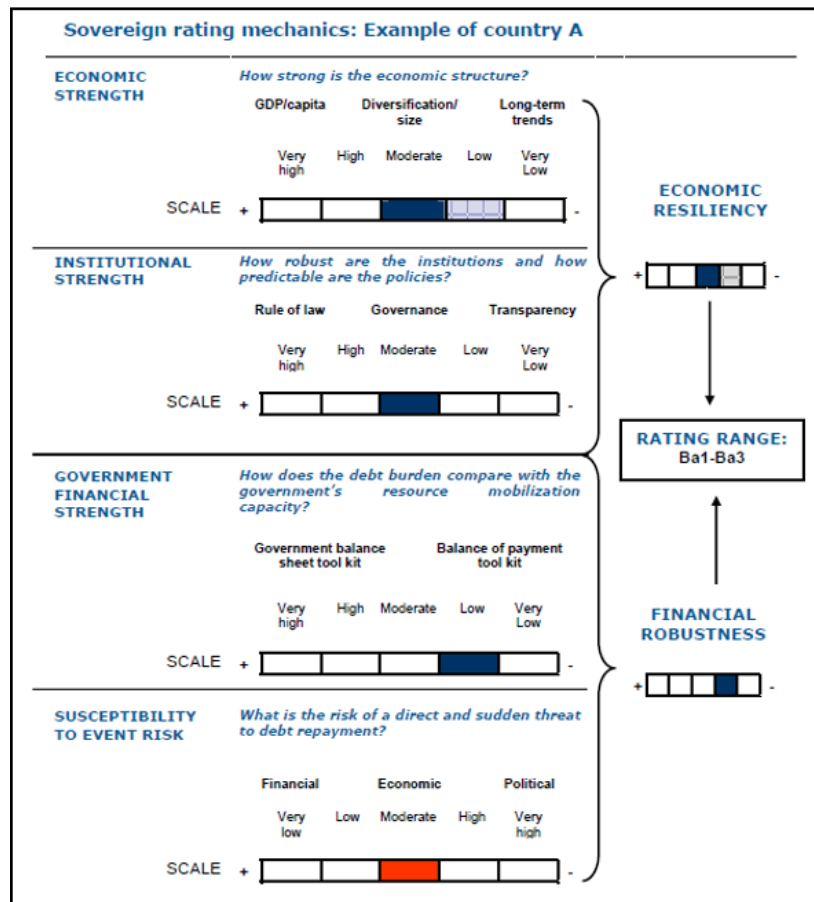 Sovereign rating mechanics: Example of country A
ECONOMIC
STRENGTH
How strong is the economic structure?
GDP/capita Diversification/
size Long-term
trends
Very
high High Moderate Low Very
Low
SCALE + -
ECONOMIC
RESILIENCY
+ -
INSTITUTIONAL
STRENGTH
How robust are the institutions and how
predictable are the policies?
Rule of law Governance Transparency
Very
high High Moderate Low Very
Low
SCALE + -
RATING RANGE:
Ba1-Ba3
GOVERNMENT
FINANCIAL
STRENGTH
How does the debt burden compare with the
government's resource mobilization
capacity?
Government balance
sheet tool kit Balance of payment
tool kit
Very
high High Moderate Low Very
Low
SCALE + -
FINANCIAL
ROBUSTNESS
+ -
SUSCEPTIBILITY
TO EVENT RISK
What is the risk of a direct and sudden threat
to debt repayment?
Financial Economic Political
Very
low Low Moderate High Very
high
SCALE + -